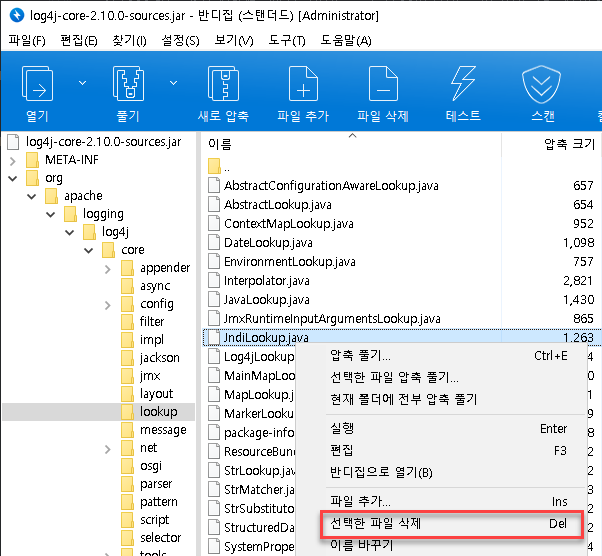 log4j-core-2.10.0-sources.jar - 반디집 (스탠더드) [Administrator]
파일(F) 편집(E) 찾기(I) 설정(S) 보기(V) 도구(T) 도움말(A)
열기 풀기 새로 압축 파일 추가 파일 삭제 테스트 스캔
log4j-core-2.10.0-sources.jar
META-INF
org
apache
logging
log4j
core
appender
async
config
filter
impl
jackson
jmx
layout
lookup
message
net
osgi
parser
pattern
script
selector
tools
이름 압축 크기
..
AbstractConfigurationAwareLookup.java 657
AbstractLookup.java 654
ContextMapLookup.java 952
DateLookup.java 1,098
EnvironmentLookup.java 757
Interpolator.java 2,821
JavaLookup.java 1,430
JmxRuntimeInputArgumentsLookup.java 865
JndiLookup.java 1,263
Log4jLookup
MainMapLook
MapLookup.j
MarkerLooku
package-info
ResourceBun
StrLookup.jav
StrMatcher.ja
StrSubstituto
StructuredDa
SystemPrope
압축 풀기... Ctrl+E
선택한 파일 압축 풀기...
현재 폴더에 전부 압축 풀기
실행 Enter
편집 F3
반디집으로 열기(B)
파일 추가... Ins
선택한 파일 삭제 Del
이름 바꾸기